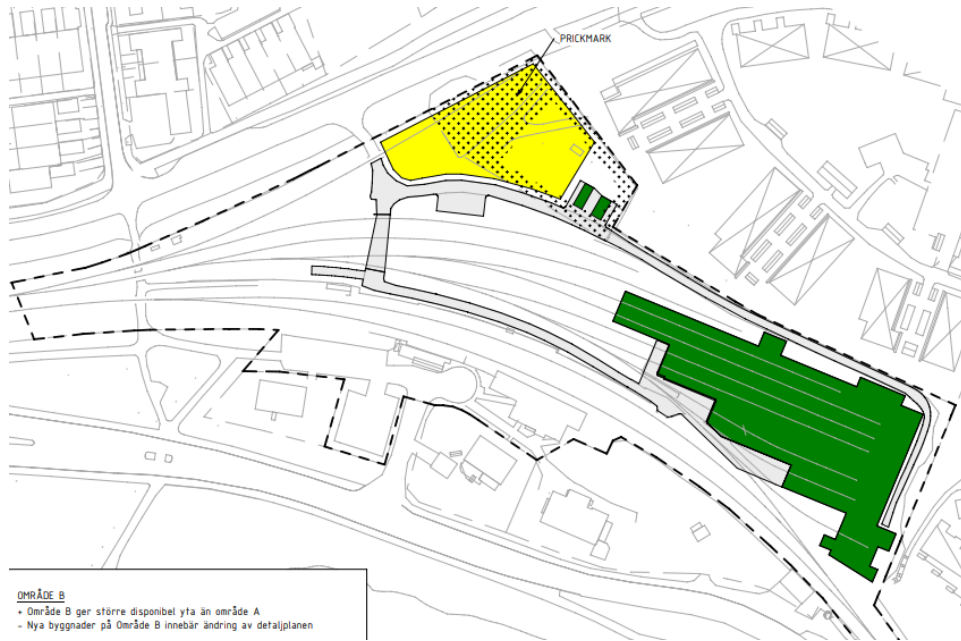 PRICKMARK
OMRÅDE B
+ Område B ger större disponibel yta än område A
- Nya byggnader på Område B innebär ändring av detaljplanen